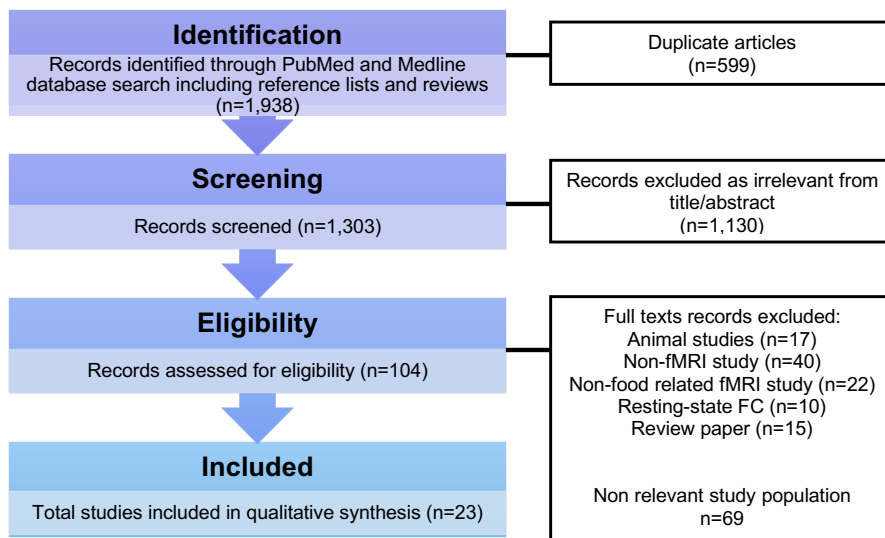 Identification
Records identified through PubMed and Medline
database search including reference lists and reviews
(n=1,938)
Duplicate articles
(n=599)
Screening
Records screened (n=1,303)
Records excluded as irrelevant from
title/abstract
(n=1,130)
Eligibility
Records assessed for eligibility (n=104)
Full texts records excluded:
Animal studies (n=17)
Non-fMRI study (n=40)
Non-food related fMRI study (n=22)
Resting-state FC (n=10)
Review paper (n=15)
Non relevant study population
n=69
Included
Total studies included in qualitative synthesis (n=23)